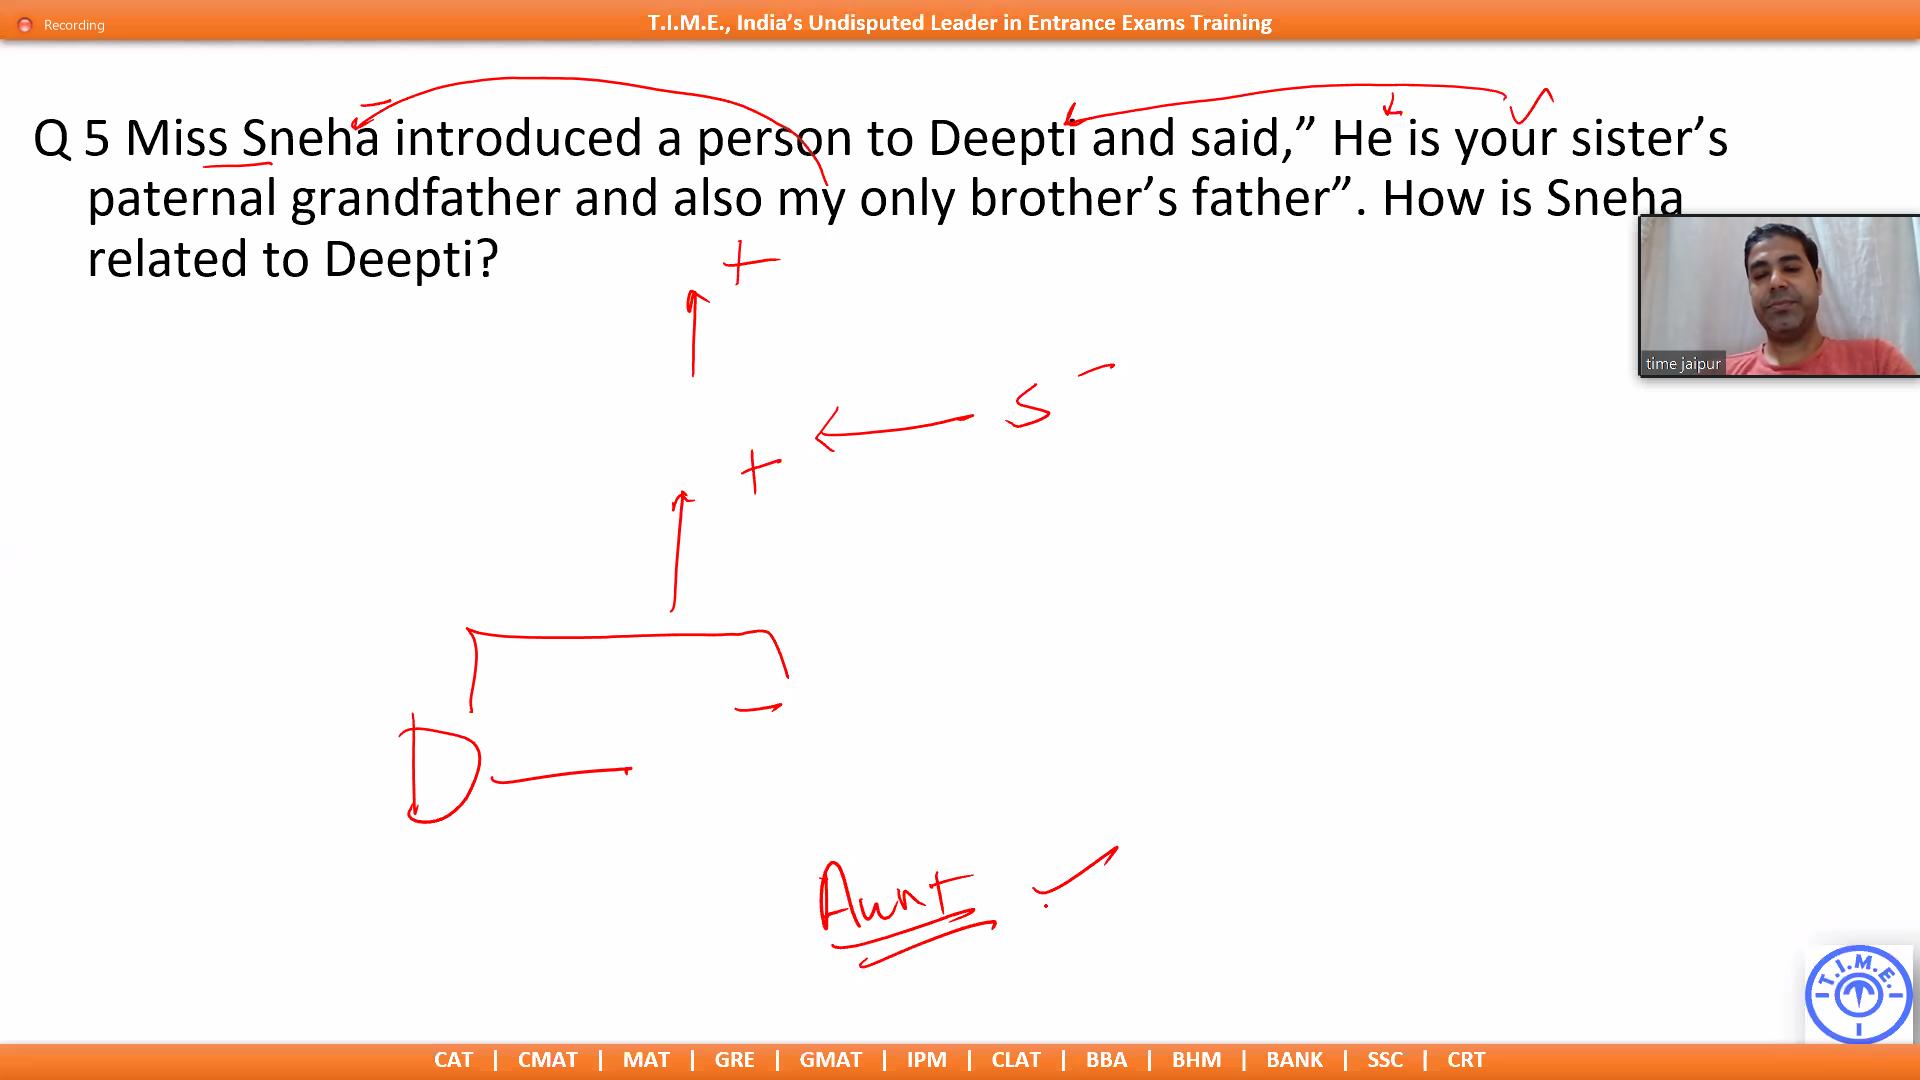 Recording
T.I.M.E., India’s Undisputed Leader in Entrance Exams Training
Q 5 Miss Sneha introduced a person to Deepti and said,” He is your sister’s
paternal grandfather and also my only brother’s father”. How is Sneha
related to Deepti?
+
S -
+
time jaipur
-
D
Aunt
T.I.M.E.
CAT | CMAT | MAT | GRE | GMAT | IPM | CLAT | BBA | BHM | BANK | SSC | CRT